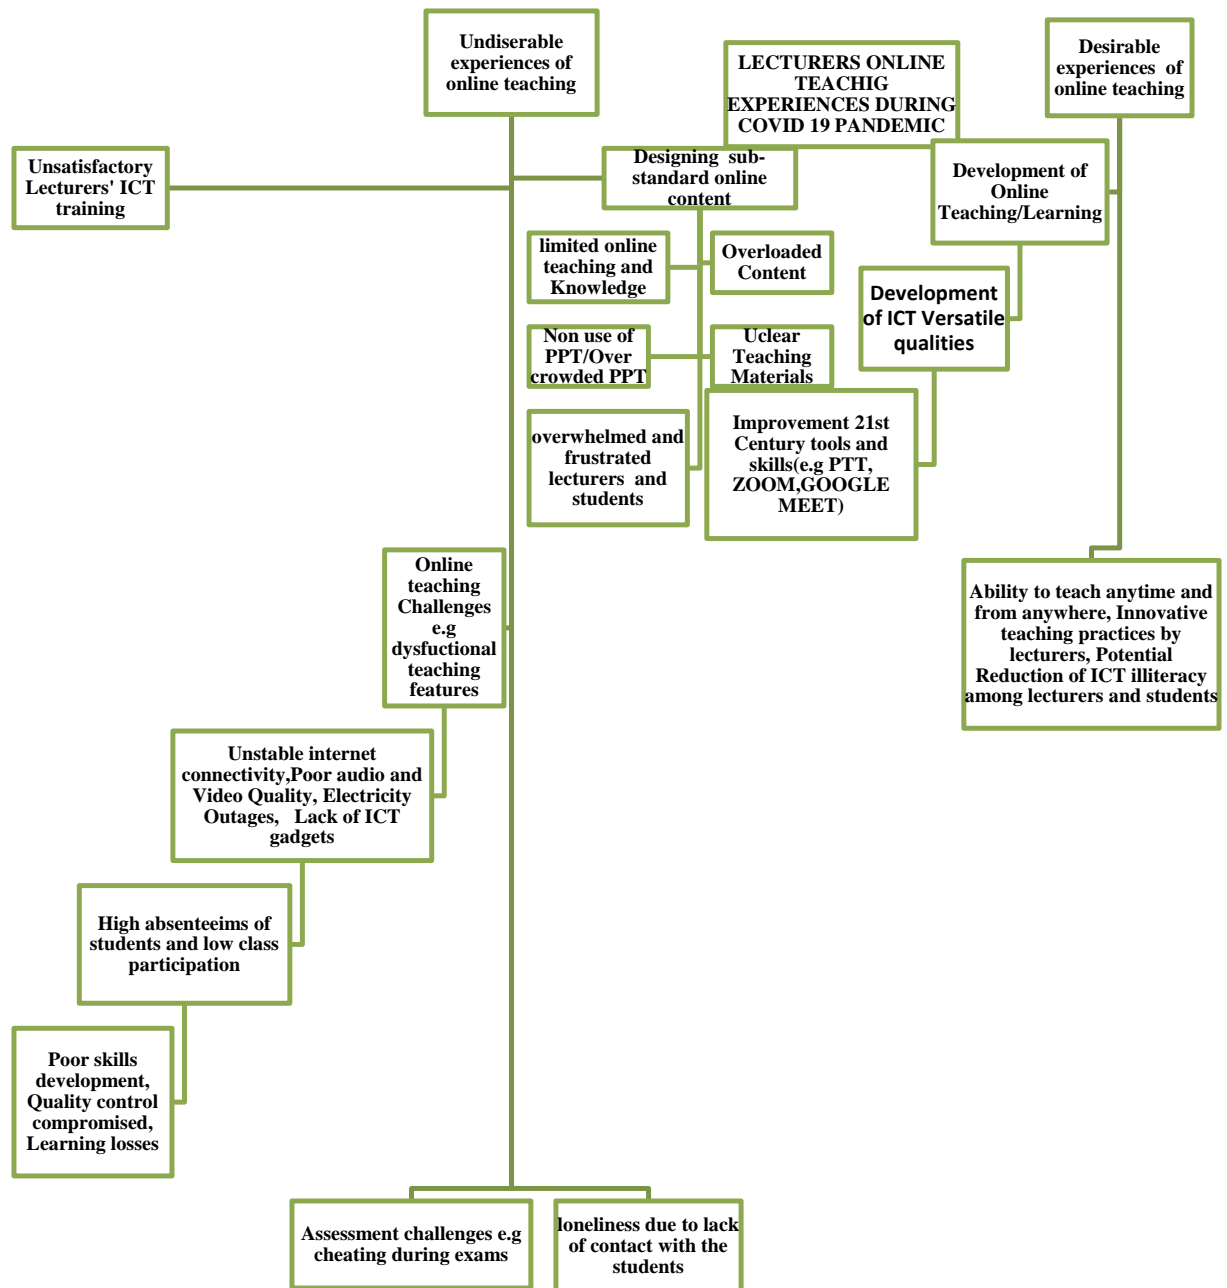 Undiserable
experiences of
online teaching
LECTURERS ONLINE
TEACHIG
EXPERIENCES DURING
COVID 19 PANDEMIC
Desirable
experiences of
online teaching
Unsatisfactory
Lecturers' ICT
training
Designing sub-
standard online
content
Development of
Online
Teaching/Learning
limited online
teaching and
Knowledge
Overloaded
Content
Development
of ICT Versatile
qualities
Non use of
PPT/Over
crowded PPT
Uclear
Teaching
Materials
overwhelmed and
frustrated
lecturers and
students
Improvement 21st
Century tools and
skills(e.g PTT,
ZOOM,GOOGLE
MEET)
Online
teaching
Challenges
e.g
dysfuctional
teaching
features
Ability to teach anytime and
from anywhere, Innovative
teaching practices by
lecturers, Potential
Reduction of ICT illiteracy
among lecturers and students
Unstable internet
connectivity,Poor audio and
Video Quality, Electricity
Outages, Lack of ICT
gadgets
High absenteeims of
students and low class
participation
Poor skills
development,
Quality control
compromised,
Learning losses
Assessment challenges e.g
cheating during exams
loneliness due to lack
of contact with the
students